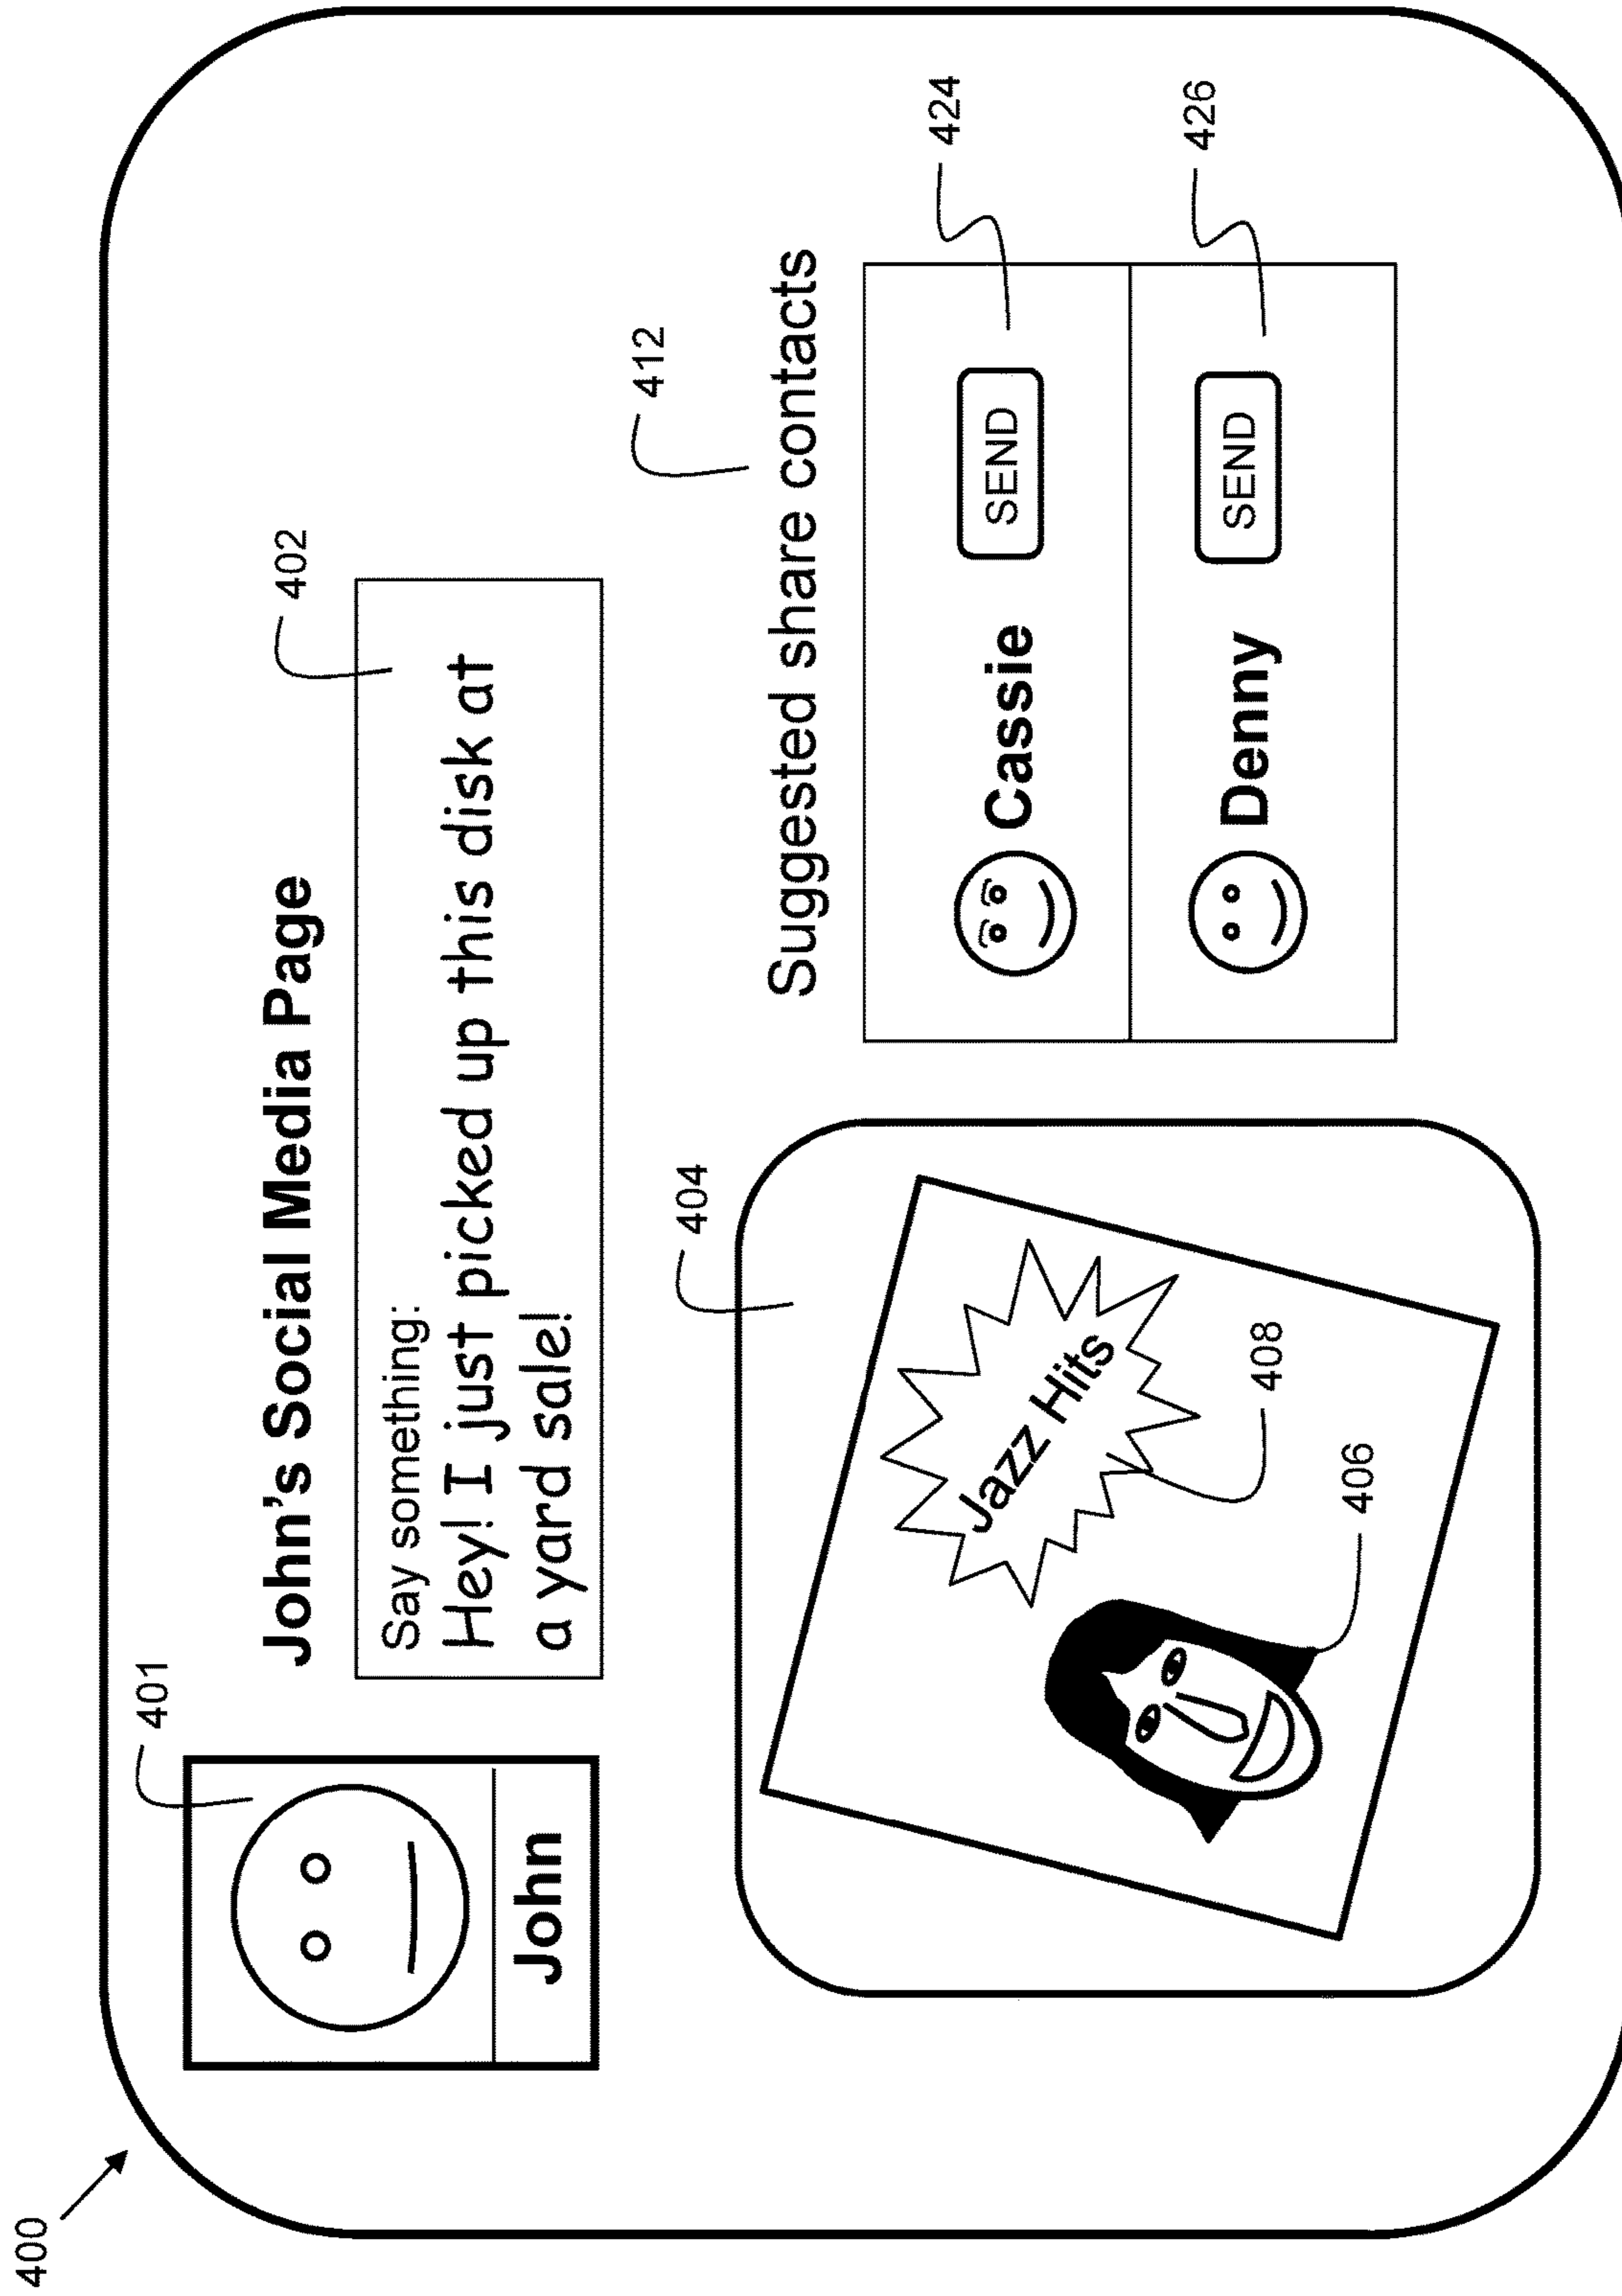 400
401
John
John's Social Media Page
402
Say something:
Hey! I just picked up this disk at
a yard sale!
404
Jazz Hits
408
406
412
Suggested share contacts
Cassie SEND
424
Denny SEND
426